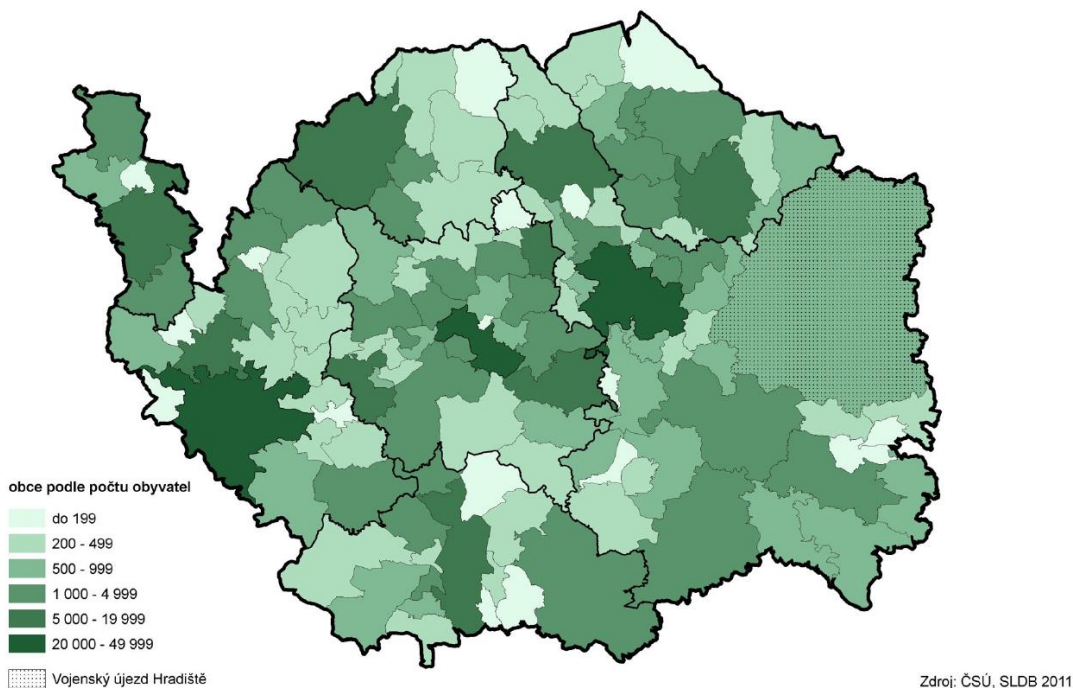 obce podle počtu obyvatel
do 199
200 - 499
500 - 999
1 000 - 4 999
5 000 - 19 999
20 000 - 49 999
Vojenský újezd Hradiště
Zdroj: ČSÚ, SLDB 2011